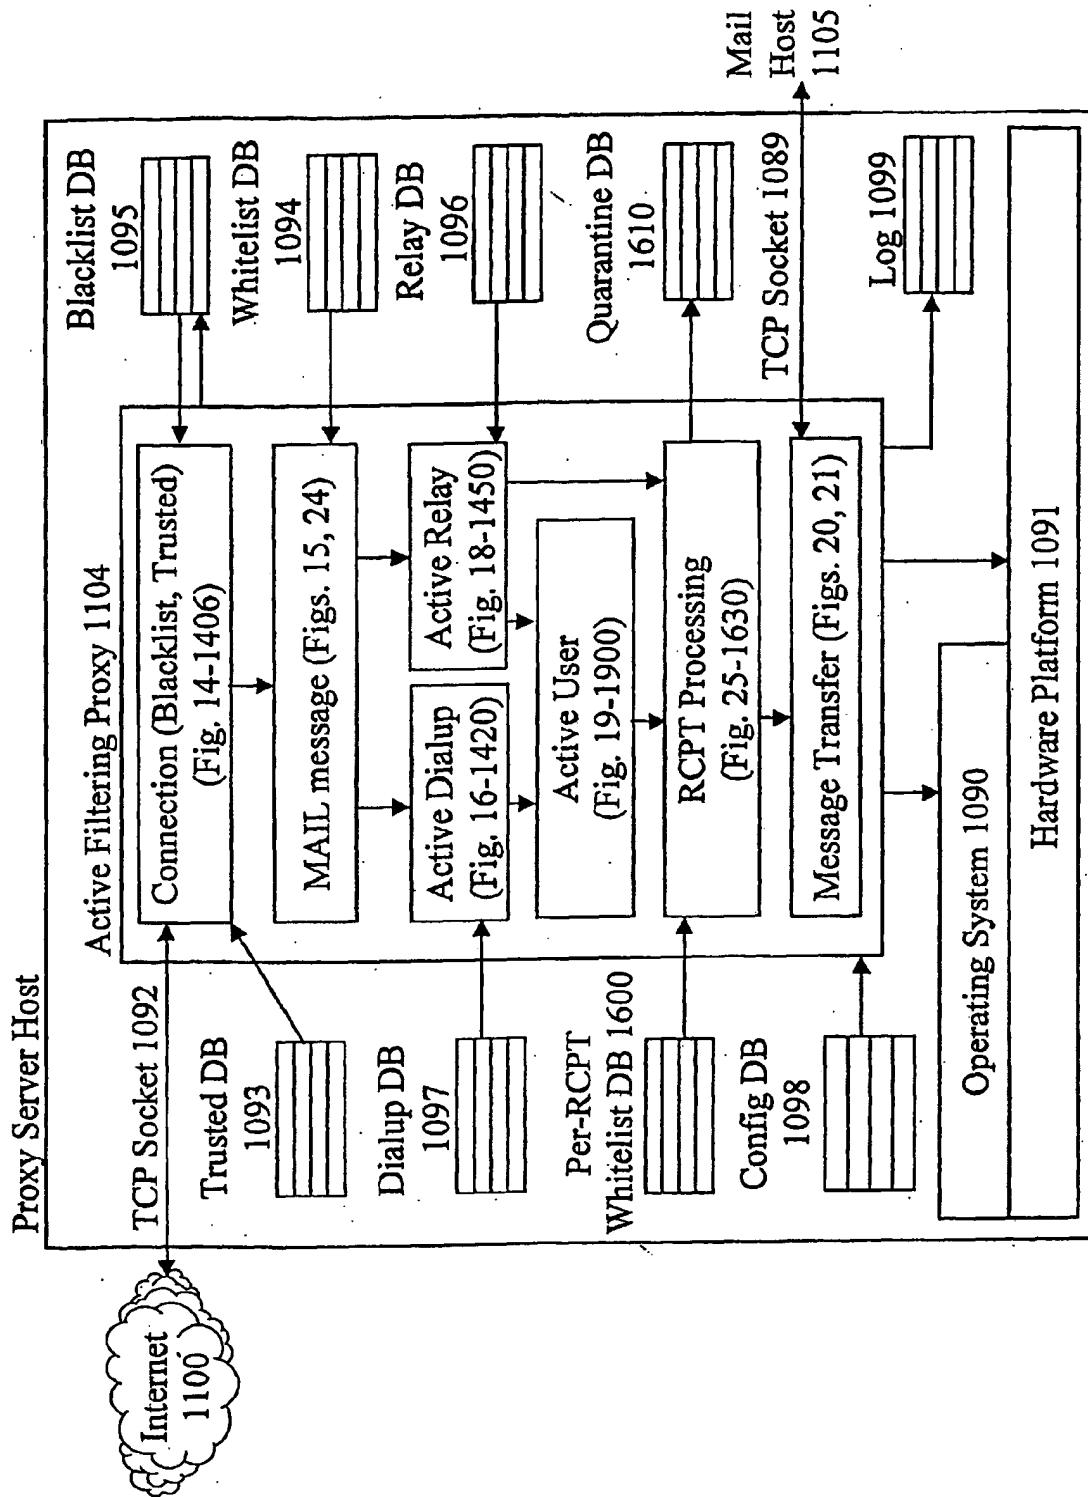 Proxy Server Host
Internet
1100
TCP Socket 1092
Active Filtering Proxy 1104
Connection (Blacklist, Trusted)
(Fig. 14-1406)
Blacklist DB
1095
Trusted DB
1093
MAIL message (Figs. 15, 24)
Whitelist DB
1094
Dialup DB
1097
Active Dialup
(Fig. 16-1420)
Active Relay
(Fig. 18-1450)
Relay DB
1096
Active User
(Fig. 19-1900)
Per-RCPT
Whitelist DB 1600
RCPT Processing
(Fig. 25-1630)
Quarantine DB
1610
Config DB
1098
Message Transfer (Figs. 20, 21)
TCP Socket 1089
Mail
Host
1105
Log 1099
Operating System 1090
Hardware Platform 1091